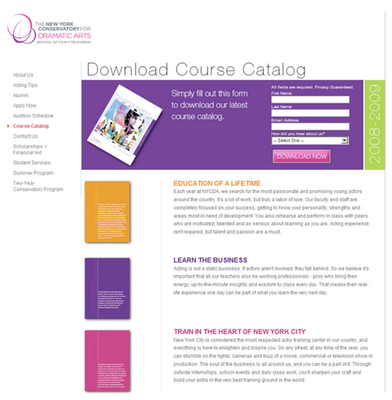 THE NEW YORK
CONSERVATORY FOR
DRAMATIC ARTS
SCHOOL OF FILM + TELEVISION
About Us
Acting Tips
Alumni
Apply Now
Audition Schedule
Course Catalog
Contact Us
Scholarships +
Financial Aid
Student Services
Summer Program
Two-Year
Conservatory Program
Download Course Catalog
Simply fill out this form
to download our latest
course catalog.
All fields are required. Privacy Guaranteed.
First Name
Last Name
Email Address
How did you hear about us?
-- Select One --
DOWNLOAD NOW
2008-2009
EDUCATION OF A LIFETIME
Each year at NYCDA, we search for the most passionate and promising young actors
around the country. It's a lot of work, but truly a labor of love. Our faculty and staff are
completely focused on your success, getting to know your personality, strengths and
areas most in need of development. You also rehearse and perform in class with peers
who are motivated, talented and as serious about learning as you are. Acting experience
isn't required, but talent and passion are a must.
LEARN THE BUSINESS
Acting is not a static business. If actors aren't involved, they fall behind. So we believe it's
important that all our teachers also be working professionals - pros who bring their
energy, up-to-the-minute insights and wisdom to class every day. That means their real-
life experience one day can be part of what you learn the very next day.
TRAIN IN THE HEART OF NEW YORK CITY
New York City is considered the most respected actor training center in our country, and
everything is here to enlighten and inspire you. On any street, at any time of the year, you
can stumble on the lights, cameras and buzz of a movie, commercial or television show in
production. The soul of the business is all around us, and you can be a part of it. Through
outside internships, school events and daily class work, you'll sharpen your craft and
build your skills in the very best training ground in the world.